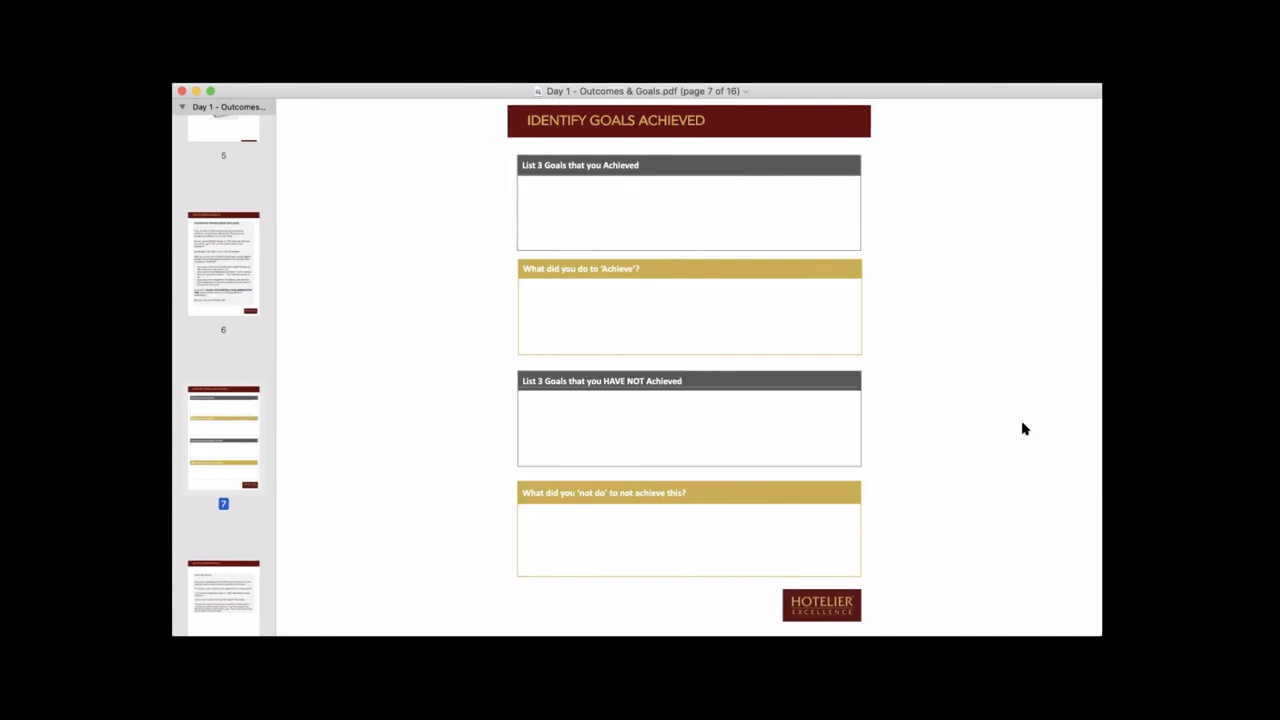 Day 1 - Outcomes & Goals.pdf (page 7 of 16)
Day 1 - Outcomes...
5
6
7
IDENTIFY GOALS ACHIEVED
List 3 Goals that you Achieved
What did you do to 'Achieve'?
List 3 Goals that you HAVE NOT Achieved
What did you 'not do' to not achieve this?
HOTELIER
EXCELLENCE